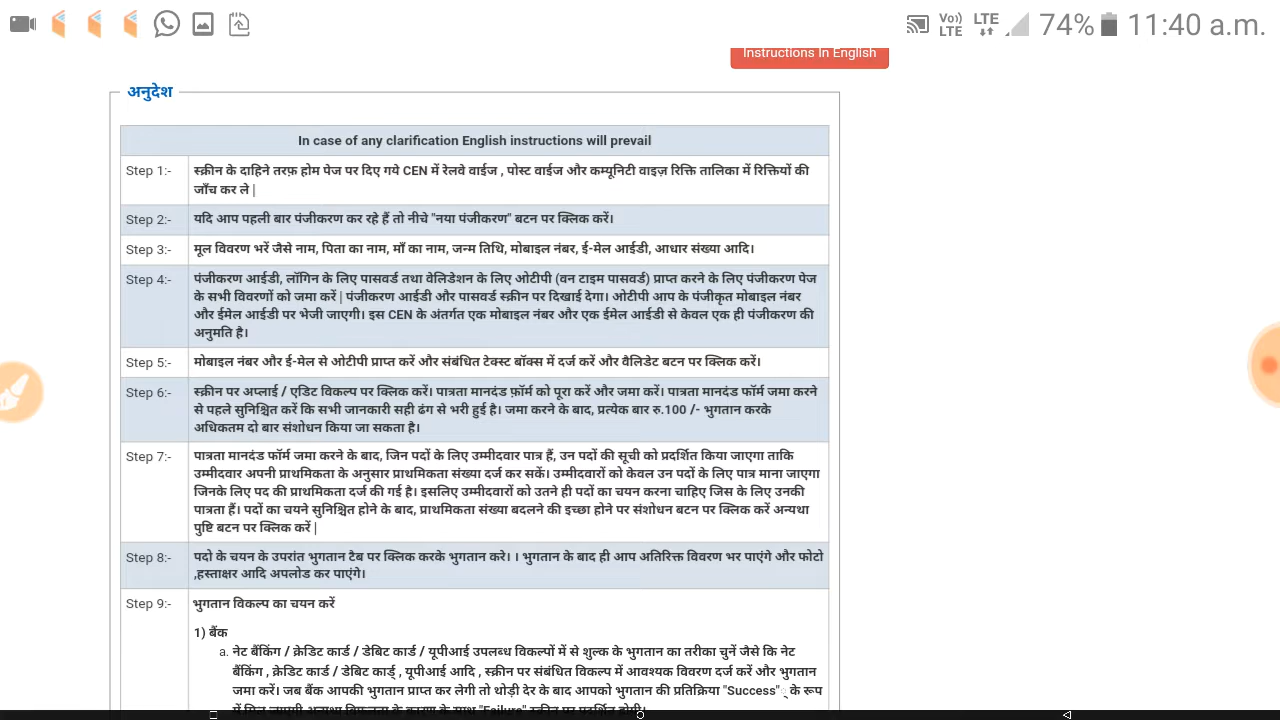 Vo))
LTE
LTE
74%
11:40 a.m.
Instructions In English
अनुदेश
In case of any clarification English instructions will prevail
Step 1:-
स्क्रीन के दाहिने तरफ़ होम पेज पर दिए गये CEN में रेलवे वाईज , पोस्ट वाईज और कम्यूनिटी वाइज़ रिक्ति तालिका में रिक्तियों की
जाँच कर ले |
Step 2:-
यदि आप पहली बार पंजीकरण कर रहे हैं तो नीचे "नया पंजीकरण" बटन पर क्लिक करें।
Step 3:-
मूल विवरण भरें जैसे नाम, पिता का नाम, माँ का नाम, जन्म तिथि, मोबाइल नंबर, ई-मेल आईडी, आधार संख्या आदि।
Step 4:-
पंजीकरण आईडी, लॉगिन के लिए पासवर्ड तथा वेलिडेशन के लिए ओटीपी (वन टाइम पासवर्ड) प्राप्त करने के लिए पंजीकरण पेज
के सभी विवरणों को जमा करें | पंजीकरण आईडी और पासवर्ड स्क्रीन पर दिखाई देगा। ओटीपी आप के पंजीकृत मोबाइल नंबर
और ईमेल आईडी पर भेजी जाएगी। इस CEN के अंतर्गत एक मोबाइल नंबर और एक ईमेल आईडी से केवल एक ही पंजीकरण की
अनुमति है।
Step 5:-
मोबाइल नंबर और ई-मेल से ओटीपी प्राप्त करें और संबंधित टेक्स्ट बॉक्स में दर्ज करें और वैलिडेट बटन पर क्लिक करें।
Step 6:-
स्क्रीन पर अप्लाई / एडिट विकल्प पर क्लिक करें। पात्रता मानदंड फ़ॉर्म को पूरा करें और जमा करें। पात्रता मानदंड फॉर्म जमा करने
से पहले सुनिश्चित करें कि सभी जानकारी सही ढंग से भरी हुई है। जमा करने के बाद, प्रत्येक बार रु.100 /- भुगतान करके
अधिकतम दो बार संशोधन किया जा सकता है।
Step 7:-
पात्रता मानदंड फॉर्म जमा करने के बाद, जिन पदों के लिए उम्मीदवार पात्र हैं, उन पदों की सूची को प्रदर्शित किया जाएगा ताकि
उम्मीदवार अपनी प्राथमिकता के अनुसार प्राथमिकता संख्या दर्ज कर सकें। उम्मीदवारों को केवल उन पदों के लिए पात्र माना जाएगा
जिनके लिए पद की प्राथमिकता दर्ज की गई है। इसलिए उम्मीदवारों को उतने ही पदों का चयन करना चाहिए जिस के लिए उनकी
पात्रता हैं। पदों का चयने सुनिश्चित होने के बाद, प्राथमिकता संख्या बदलने की इच्छा होने पर संशोधन बटन पर क्लिक करें अन्यथा
पुष्टि बटन पर क्लिक करें |
Step 8:-
पदो के चयन के उपरांत भुगतान टैब पर क्लिक करके भुगतान करे। । भुगतान के बाद ही आप अतिरिक्त विवरण भर पाएंगे और फोटो
,हस्ताक्षर आदि अपलोड कर पाएंगे।
Step 9:-
भुगतान विकल्प का चयन करें
1) बैंक
a. नेट बैंकिंग / क्रेडिट कार्ड / डेबिट कार्ड / यूपीआई उपलब्ध विकल्पों में से शुल्क के भुगतान का तरीका चुनें जैसे कि नेट
बैंकिंग , क्रेडिट कार्ड / डेबिट कार्ड् , यूपीआई आदि , स्क्रीन पर संबंधित विकल्प में आवश्यक विवरण दर्ज करें और भुगतान
जमा करें। जब बैंक आपकी भुगतान प्राप्त कर लेगी तो थोड़ी देर के बाद आपको भुगतान की प्रतिक्रिया "Success" ् के रूप